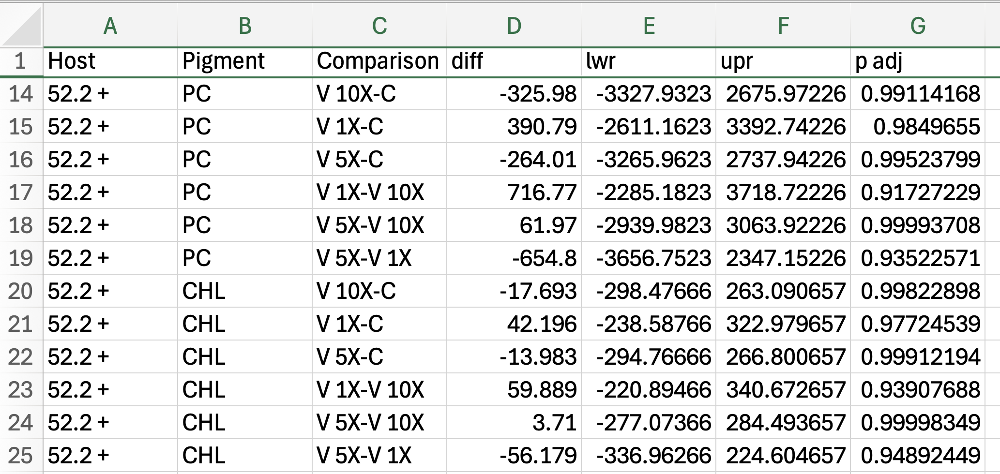 A B C D E F G
1 Host Pigment Comparison diff lwr upr p adj
14 52.2 + PC V 10X-C -325.98 -3327.9323 2675.97226 0.99114168
15 52.2 + PC V 1X-C 390.79 -2611.1623 3392.74226 0.9849655
16 52.2 + PC V 5X-C -264.01 -3265.9623 2737.94226 0.99523799
17 52.2 + PC V 1X-V 10X 716.77 -2285.1823 3718.72226 0.91727229
18 52.2 + PC V 5X-V 10X 61.97 -2939.9823 3063.92226 0.99993708
19 52.2 + PC V 5X-V 1X -654.8 -3656.7523 2347.15226 0.93522571
20 52.2 + CHL V 10X-C -17.693 -298.47666 263.090657 0.99822898
21 52.2 + CHL V 1X-C 42.196 -238.58766 322.979657 0.97724539
22 52.2 + CHL V 5X-C -13.983 -294.76666 266.800657 0.99912194
23 52.2 + CHL V 1X-V 10X 59.889 -220.89466 340.672657 0.93907688
24 52.2 + CHL V 5X-V 10X 3.71 -277.07366 284.493657 0.99998349
25 52.2 + CHL V 5X-V 1X -56.179 -336.96266 224.604657 0.94892449